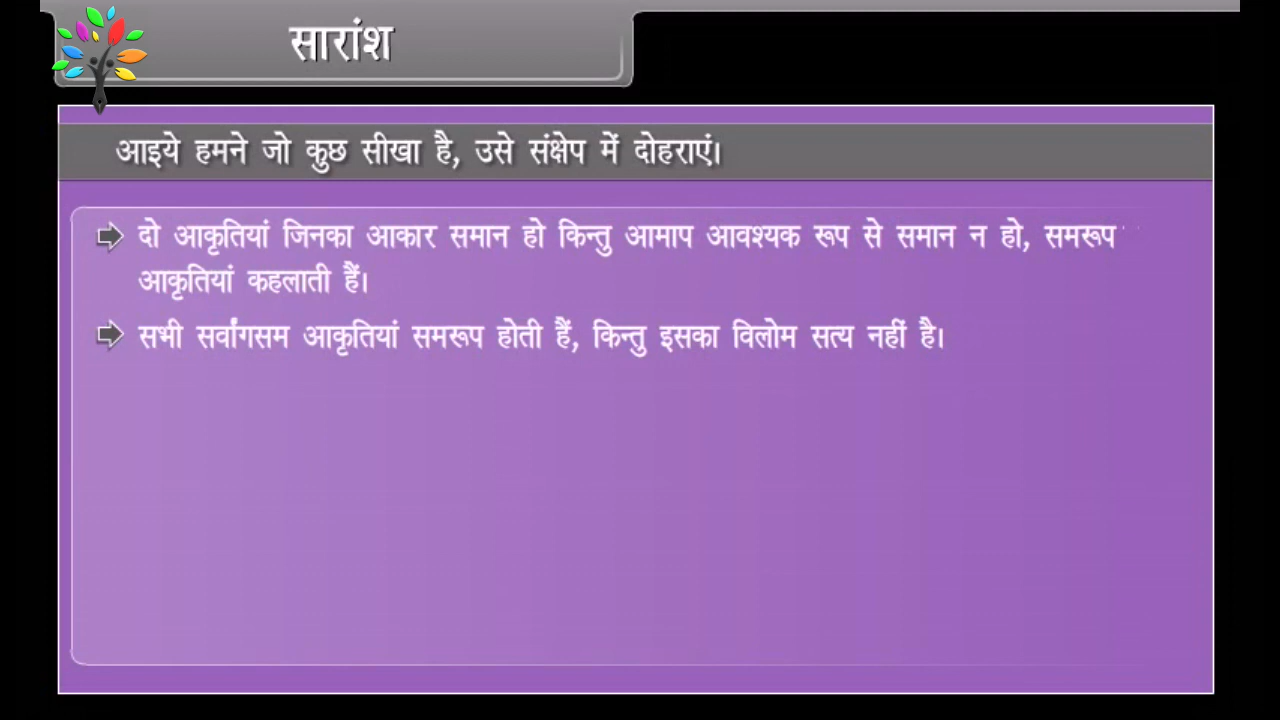 सारांश
आइये हमने जो कुछ सीखा है, उसे संक्षेप में दोहराएं।
दो आकृतियां जिनका आकार समान हो किन्तु आमाप आवश्यक रूप से समान न हो, समरूप
आकृतियां कहलाती हैं।
सभी सर्वांगसम आकृतियां समरूप होती हैं, किन्तु इसका विलोम सत्य नहीं है।